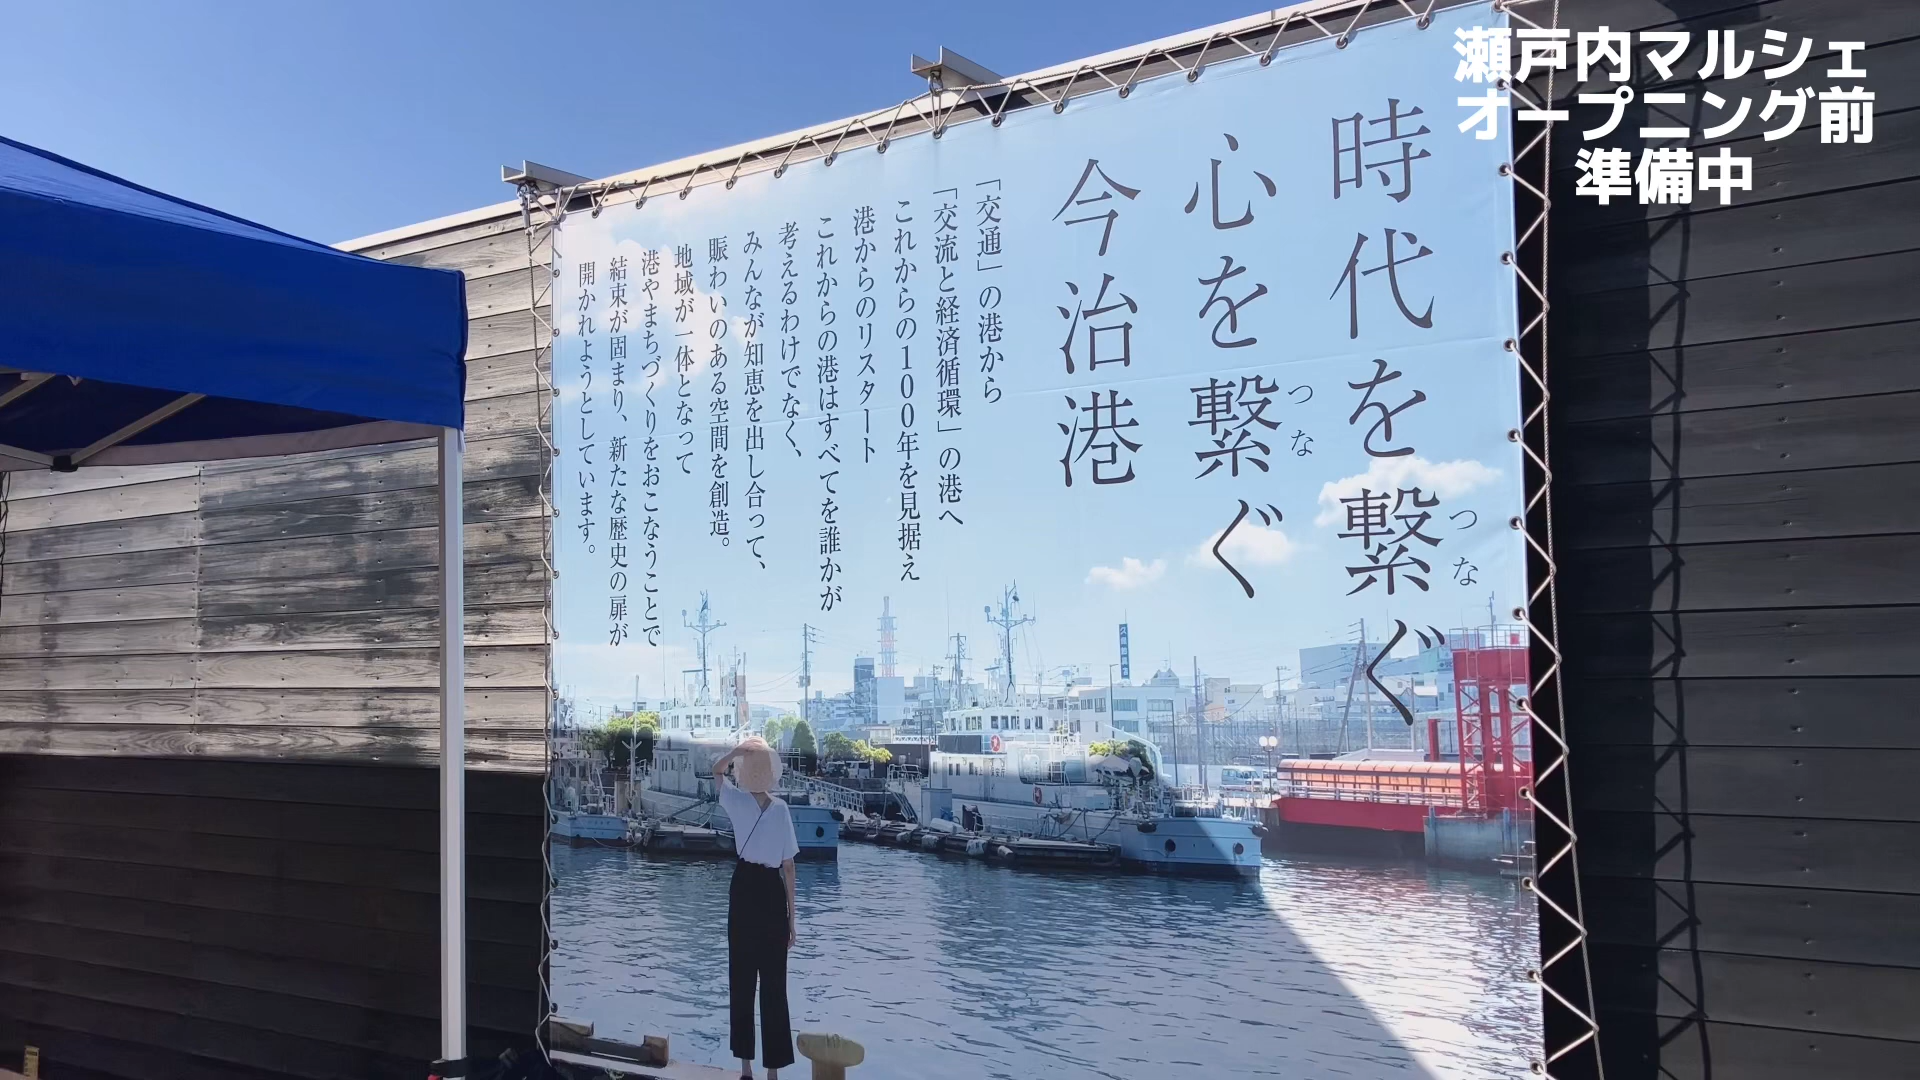 瀬戸内マルシェ
オープニング前
準備中
時代を繋ぐ
つな
心を繋ぐ
つな
今治港
「交通」の港から
「交流と経済循環」の港へ
これからの100年を見据え
港からのリスタート
これからの港はすべてを誰かが
考えるわけでなく、
みんなが知恵を出し合って、
賑わいのある空間を創造。
地域が一体となって
港やまちづくりをおこなうことで
結束が固まり、新たな歴史の扉が
開かれようとしています。